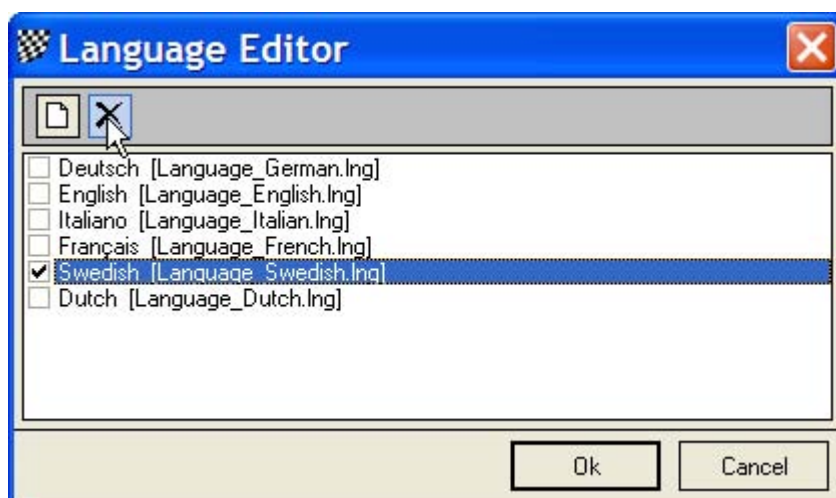 Language Editor
Deutsch [Language_German.lng]
English [Language_English.lng]
Italiano [Language_Italian.lng]
Français [Language_French.lng]
Swedish [Language_Swedish.lng]
Dutch [Language_Dutch.lng]
Ok Cancel